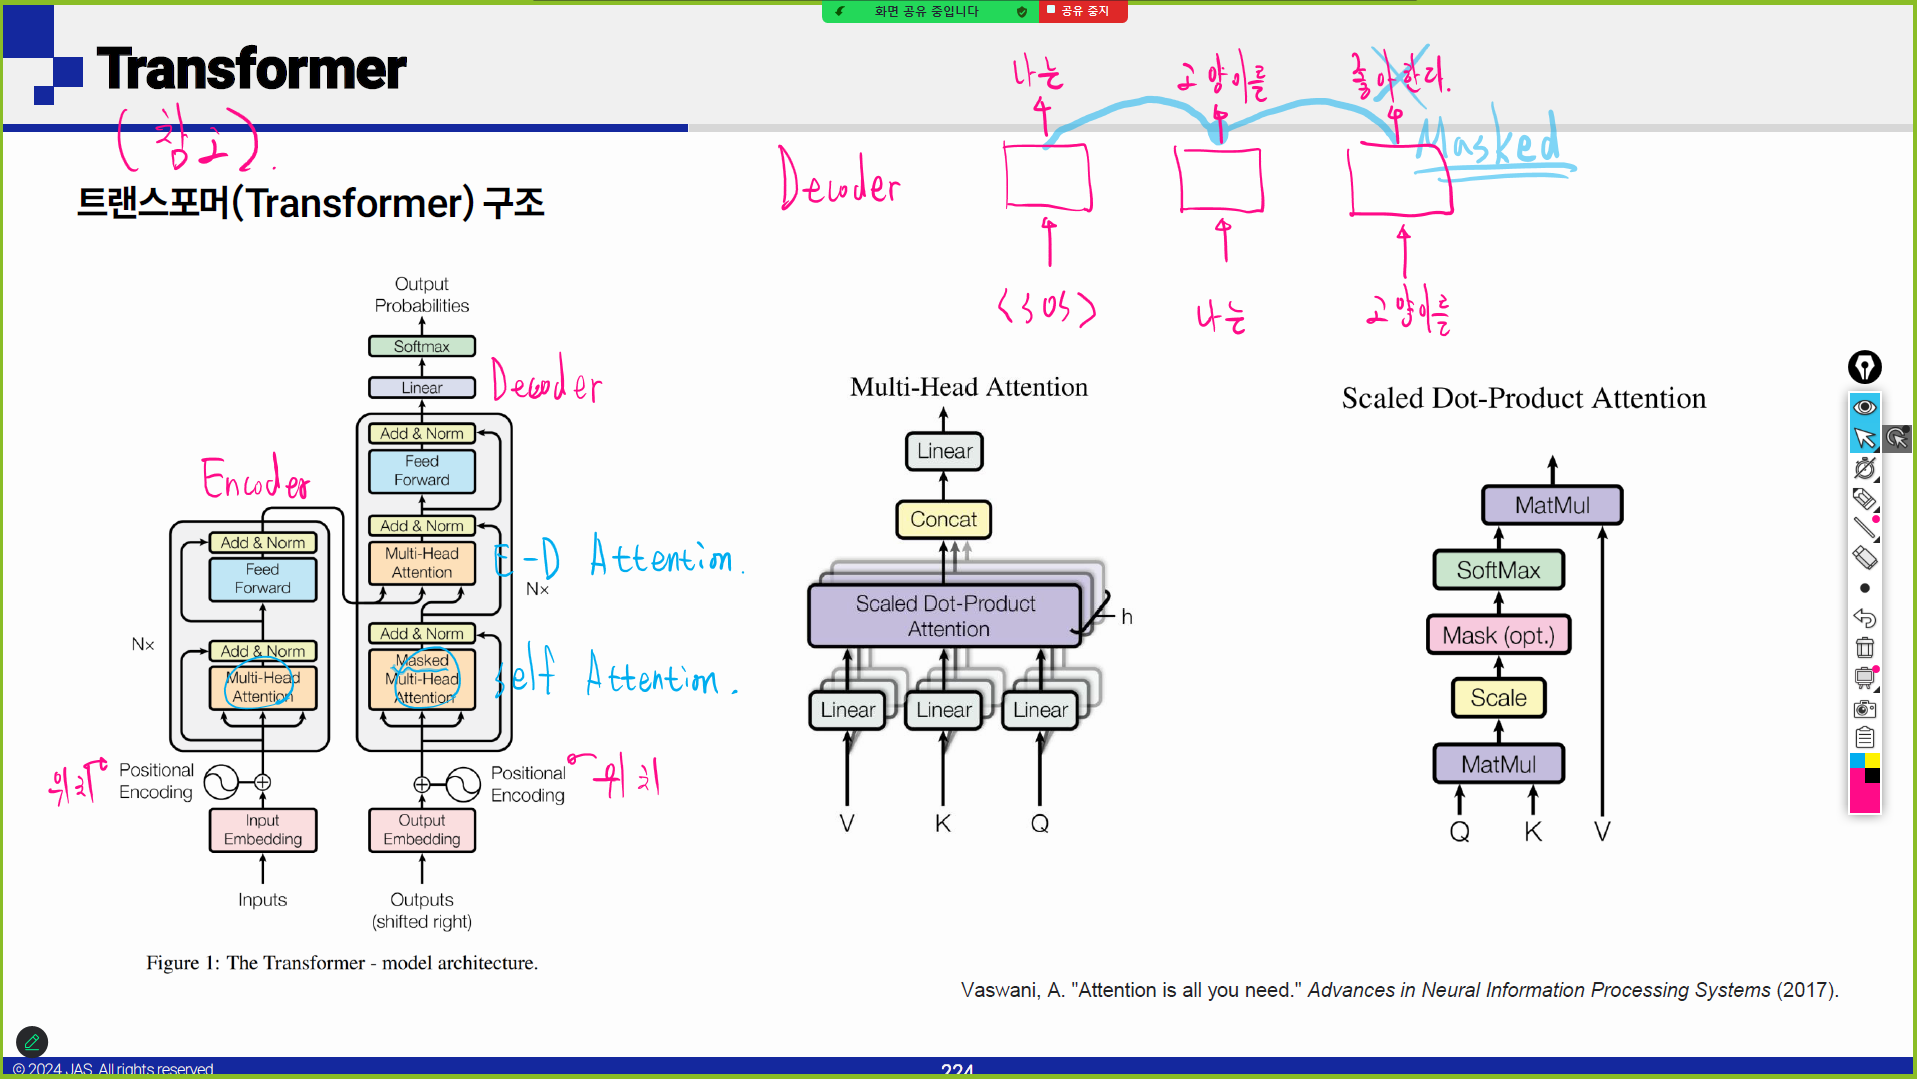 화면 공유 중입니다
공유 중지
Transformer
(참고).
트랜스포머(Transformer) 구조
나는
고양이를
좋아한다.
Masked
Decoder
<SOS>
나는
고양이를
Output
Probabilities
Softmax
Linear
Decoder
Add & Norm
Feed
Forward
Add & Norm
Multi-Head
Attention
E-D Attention.
Nx
Add & Norm
Masked
Multi-Head
Attention
Self Attention.
Encoder
Add & Norm
Feed
Forward
Nx
Add & Norm
Multi-Head
Attention
위치
Positional
Encoding
Positional
Encoding
위치
Input
Embedding
Output
Embedding
Inputs
Outputs
(shifted right)
Figure 1: The Transformer - model architecture.
Multi-Head Attention
Linear
Concat
Scaled Dot-Product
Attention
h
Linear
Linear
Linear
V
K
Q
Scaled Dot-Product Attention
MatMul
SoftMax
Mask (opt.)
Scale
MatMul
Q
K
V
Vaswani, A. "Attention is all you need." Advances in Neural Information Processing Systems (2017).
© 2024 JAS. All rights reserved
224